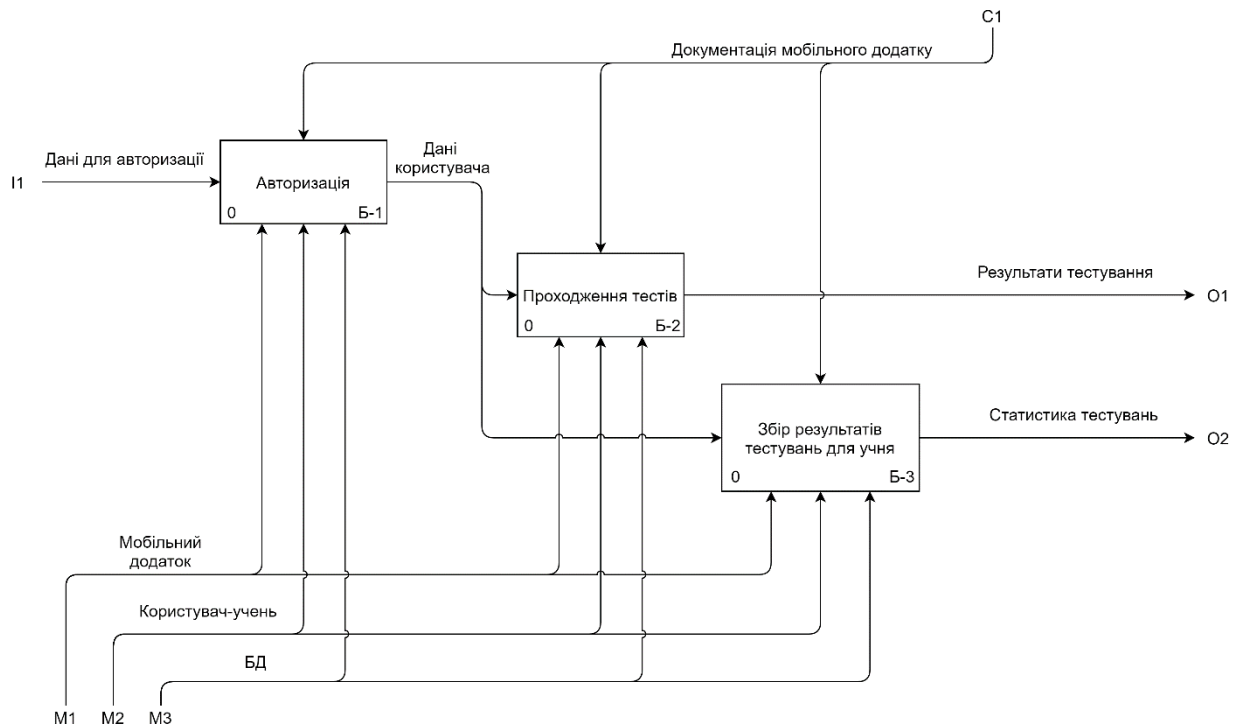 C1
Документація мобільного додатку
Дані для авторизації
I1
Авторизація
0
Б-1
Дані
користувача
Проходження тестів
0
Б-2
Результати тестування
O1
Збір результатів
тестувань для учня
0
Б-3
Статистика тестувань
O2
Мобільний
додаток
Користувач-учень
БД
M1
M2
M3